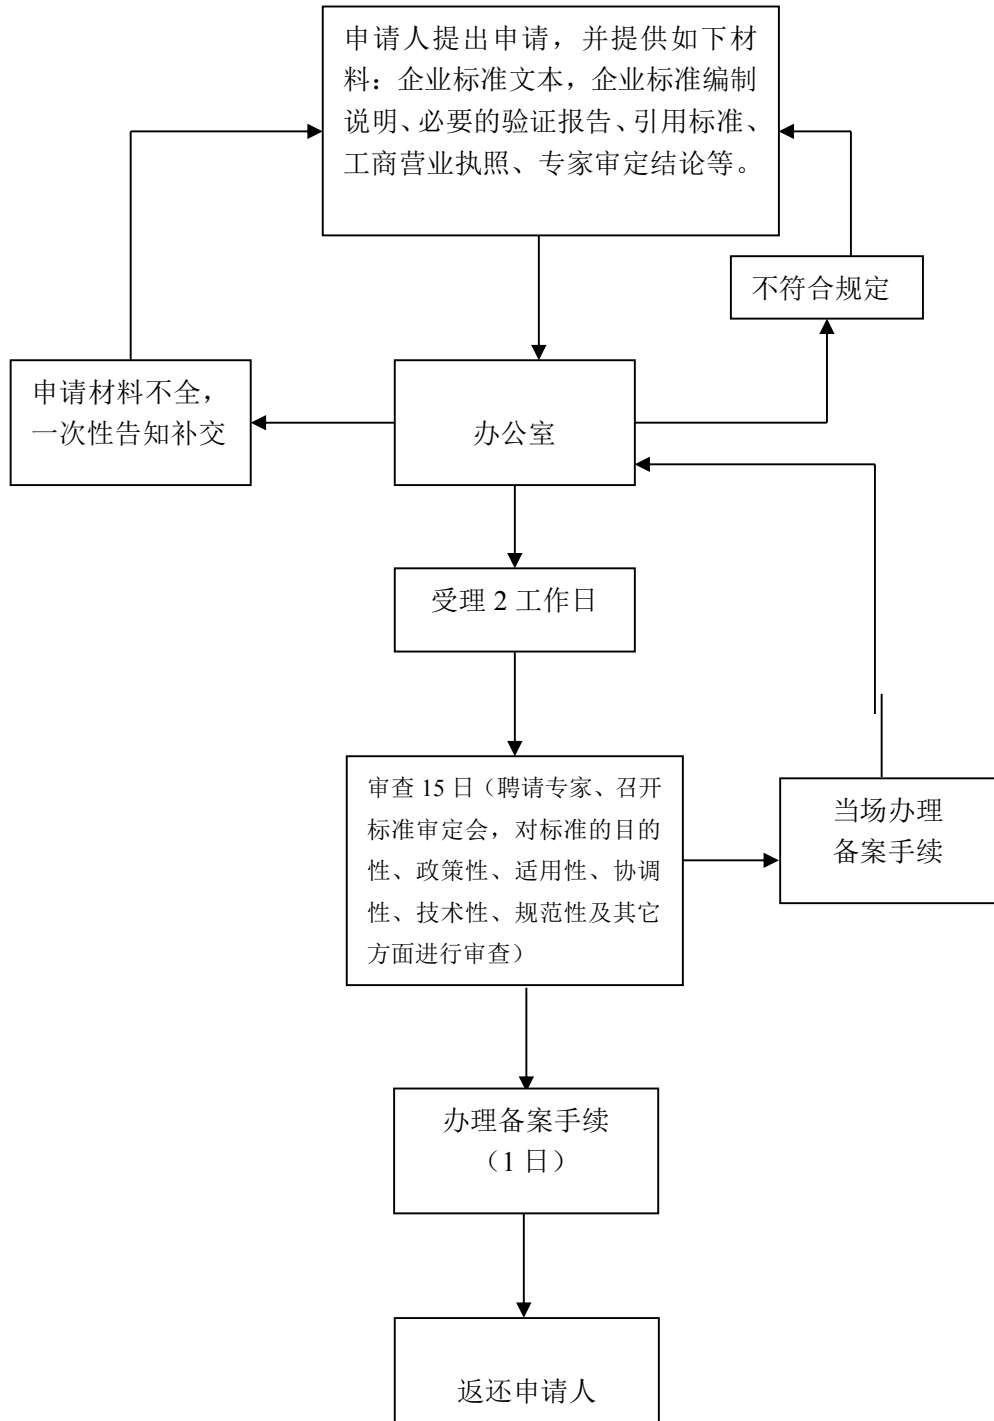 申请人提出申请，并提供如下材
料：企业标准文本，企业标准编制
说明、必要的验证报告、引用标准、
工商营业执照、专家审定结论等。
不符合规定
申请材料不全，
一次性告知补交
办公室
受理 2 工作日
审查 15 日（聘请专家、召开
标准审定会，对标准的目的
性、政策性、适用性、协调
性、技术性、规范性及其它
方面进行审查）
当场办理
备案手续
办理备案手续
（1 日）
返还申请人